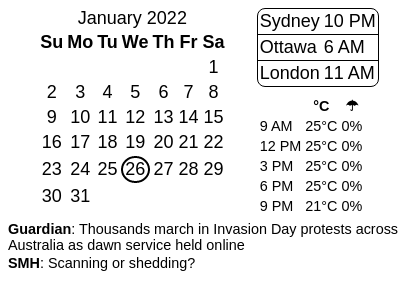 January 2022
Su Mo Tu We Th Fr Sa
1
2 3 4 5 6 7 8
9 10 11 12 13 14 15
16 17 18 19 20 21 22
23 24 25 26 27 28 29
30 31
Sydney 10 PM
Ottawa 6 AM
London 11 AM
°C ☂
9 AM 25°C 0%
12 PM 25°C 0%
3 PM 25°C 0%
6 PM 25°C 0%
9 PM 21°C 0%
Guardian: Thousands march in Invasion Day protests across
Australia as dawn service held online
SMH: Scanning or shedding?